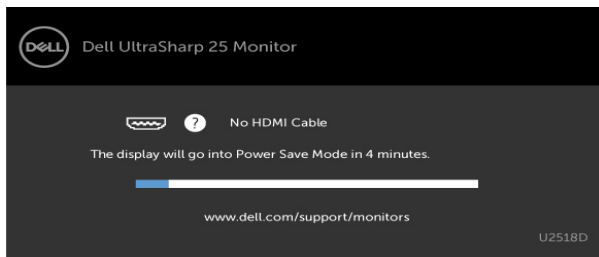 DELL
Dell UltraSharp 25 Monitor
? No HDMI Cable
The display will go into Power Save Mode in 4 minutes.
www.dell.com/support/monitors
U2518D